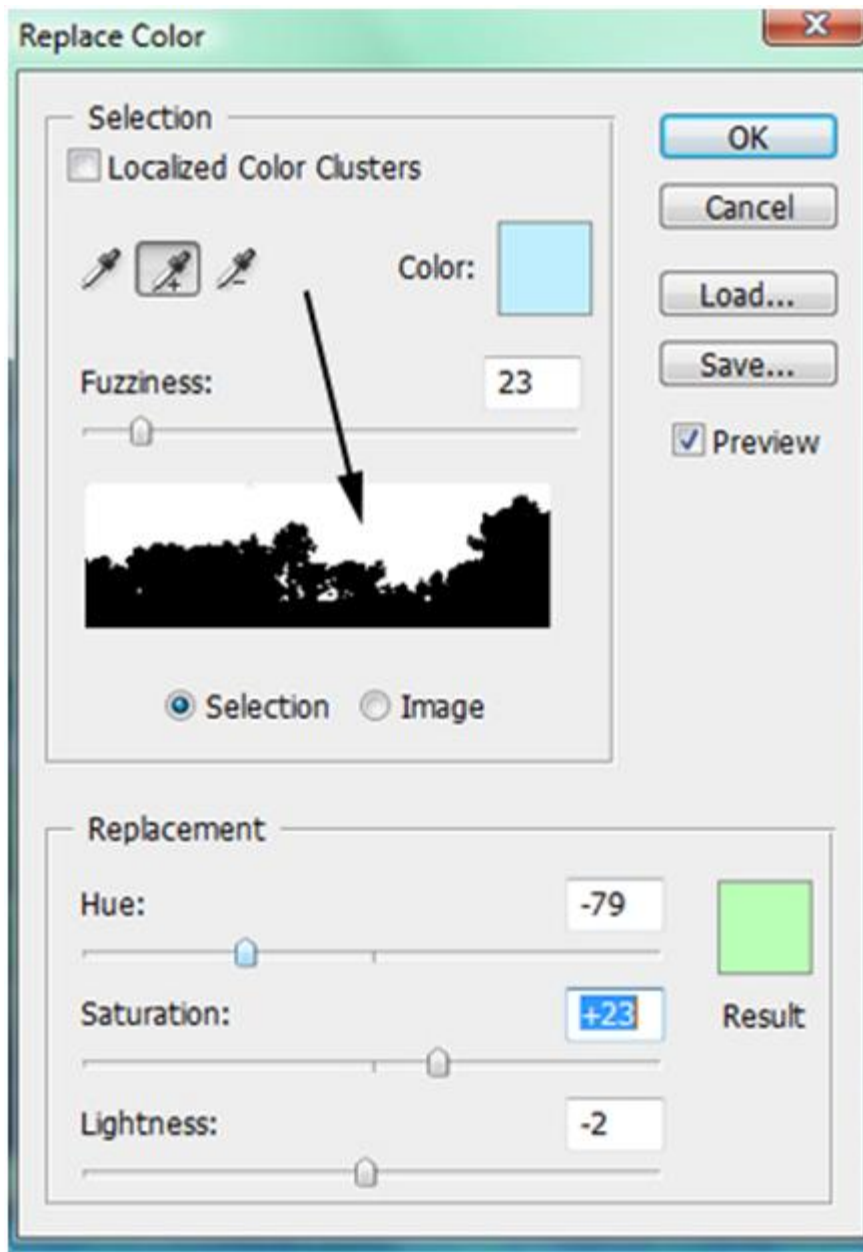 Replace Color
Selection
Localized Color Clusters
Color:
Fuzziness: 23
Selection Image
OK
Cancel
Load...
Save...
Preview
Replacement
Hue: -79
Saturation: +23 Result
Lightness: -2